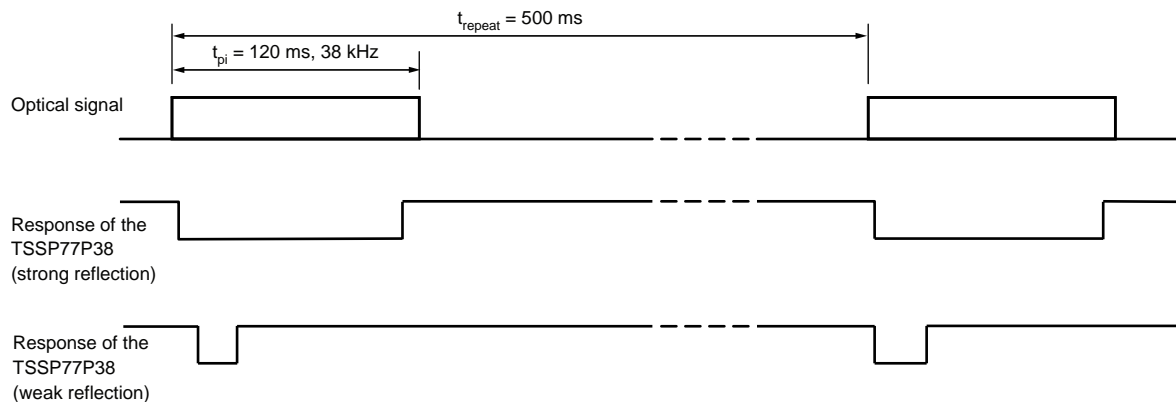 t_repeat = 500 ms
t_pi = 120 ms, 38 kHz
Optical signal
Response of the
TSSP77P38
(strong reflection)
Response of the
TSSP77P38
(weak reflection)